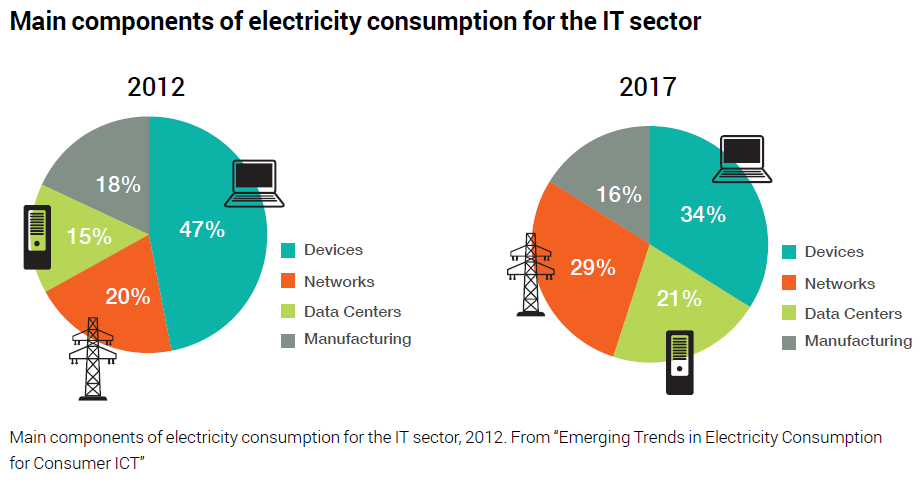 Main components of electricity consumption for the IT sector
2012
18%
47%
15%
20%
Devices
Networks
Data Centers
Manufacturing
2017
16%
34%
29%
21%
Devices
Networks
Data Centers
Manufacturing
Main components of electricity consumption for the IT sector, 2012. From “Emerging Trends in Electricity Consumption
for Consumer ICT”